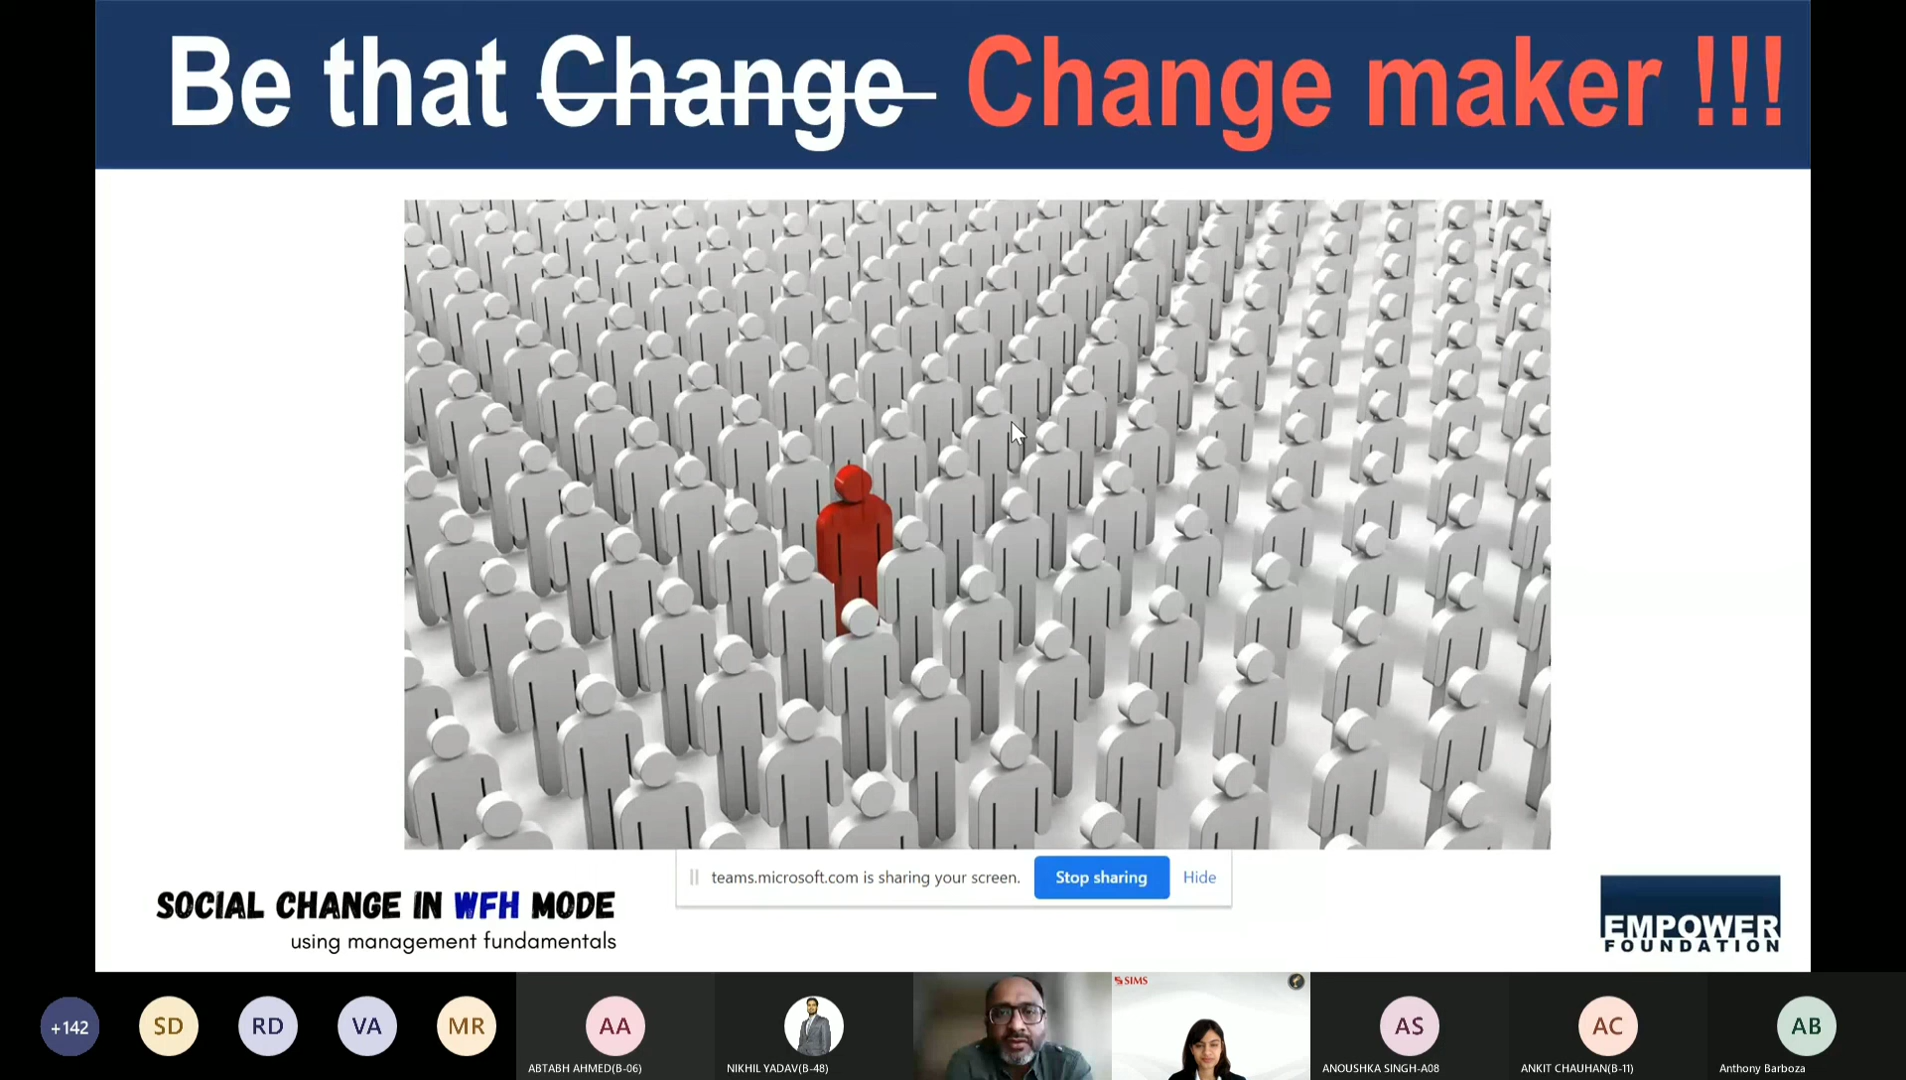 Be that Change Change maker !!!
teams.microsoft.com is sharing your screen. Stop sharing Hide
SOCIAL CHANGE IN WFH MODE
using management fundamentals
EMPOWER
FOUNDATION
SIMS
+142 SD RD VA MR AA AS AC AB
ABTABH AHMED(B-06) NIKHIL YADAV(B-48) ANOUSHKA SINGH-A08 ANKIT CHAUHAN(B-11) Anthony Barboza